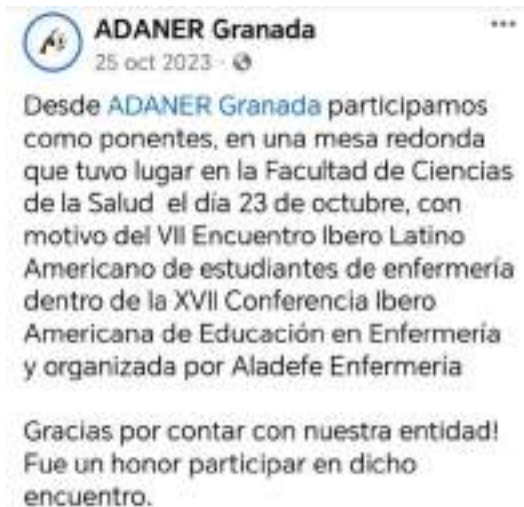 ADANER Granada
25 oct 2023 ·
Desde ADANER Granada participamos
como ponentes, en una mesa redonda
que tuvo lugar en la Facultad de Ciencias
de la Salud el día 23 de octubre, con
motivo del VII Encuentro Ibero Latino
Americano de estudiantes de enfermería
dentro de la XVII Conferencia Ibero
Americana de Educación en Enfermería
y organizada por Aladefe Enfermeria
Gracias por contar con nuestra entidad!
Fue un honor participar en dicho
encuentro.